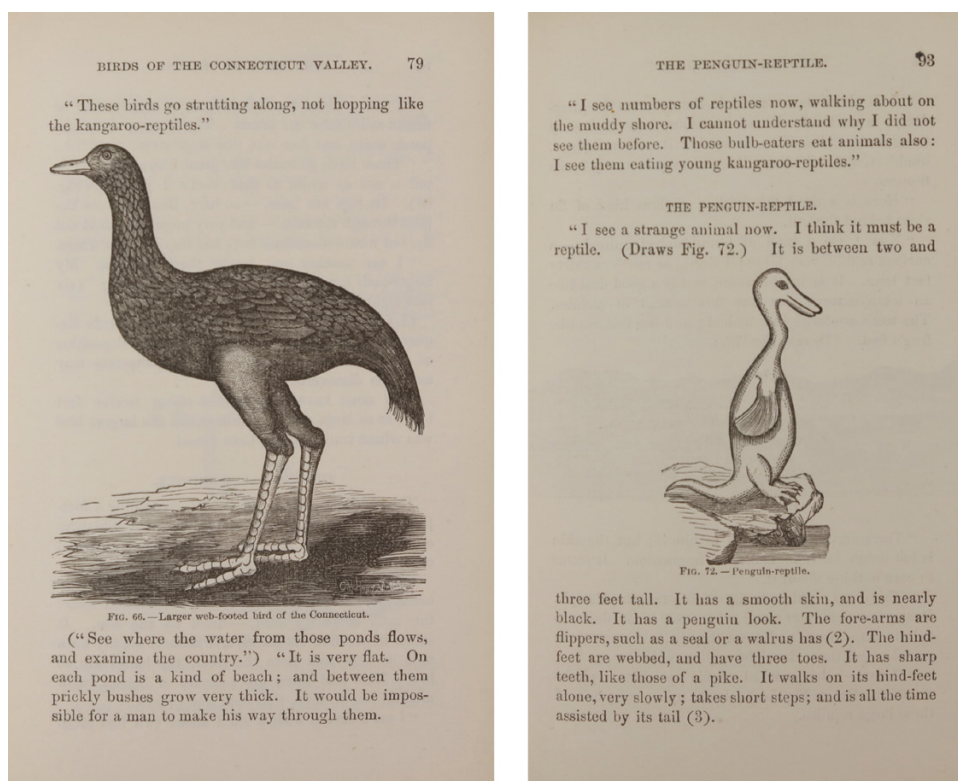 BIRDS OF THE CONNECTICUT VALLEY. 79
“ These birds go strutting along, not hopping like
the kangaroo-reptiles.”
FIG. 66. — Larger web-footed bird of the Connecticut.
(“ See where the water from those ponds flows,
and examine the country.”) “ It is very flat. On
each pond is a kind of beach ; and between them
prickly bushes grow very thick. It would be impos-
sible for a man to make his way through them.
THE PENGUIN-REPTILE. 93
“ I see numbers of reptiles now, walking about on
the muddy shore. I cannot understand why I did not
see them before. Those bulb-eaters eat animals also :
I see them eating young kangaroo-reptiles.”
THE PENGUIN-REPTILE.
“ I see a strange animal now. I think it must be a
reptile. (Draws Fig. 72.) It is between two and
FIG. 72. — Penguin-reptile.
three feet tall. It has a smooth skin, and is nearly
black. It has a penguin look. The fore-arms are
flippers, such as a seal or a walrus has (2). The hind-
feet are webbed, and have three toes. It has sharp
teeth, like those of a pike. It walks on its hind-feet
alone, very slowly ; takes short steps ; and is all the time
assisted by its tail (3).